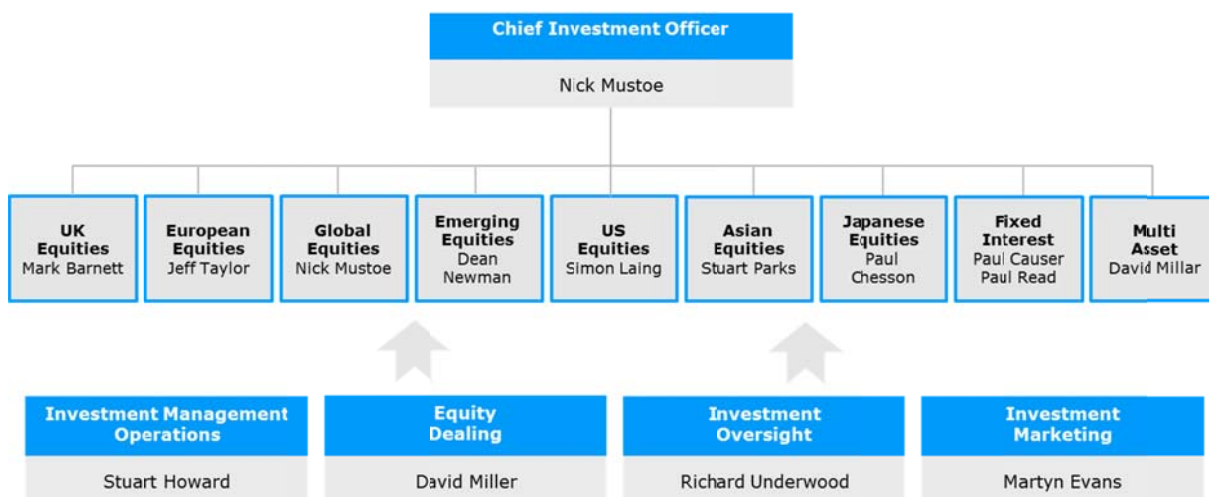 Chief Investment Officer
Nick Mustoe
UK
Equities
Mark Barnett
European
Equities
Jeff Taylor
Global
Equities
Nick Mustoe
Emerging
Equities
Dean
Newman
US
Equities
Simon Laing
Asian
Equities
Stuart Parks
Japanese
Equities
Paul
Chesson
Fixed
Interest
Paul Causer
Paul Read
Multi
Asset
David Millar
Investment Management
Operations
Stuart Howard
Equity
Dealing
David Miller
Investment
Oversight
Richard Underwood
Investment
Marketing
Martyn Evans